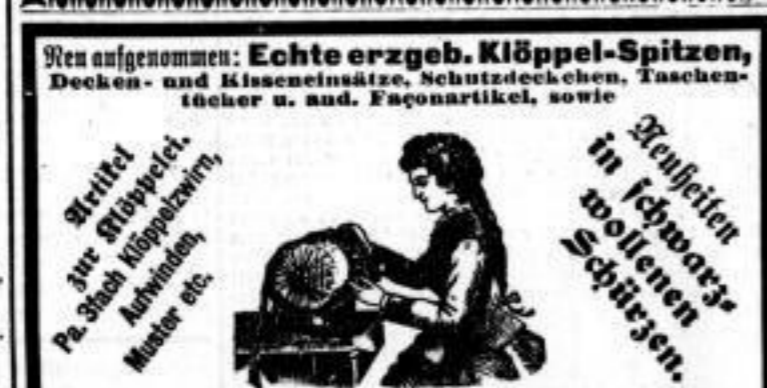 Neu aufgenommen: Echte erzgeb. Klöppel-Spitzen,
Decken- und Kisseneinsätze, Schutzdeckchen, Taschen-
tücher u. and. Façonartikel, sowie
Artikel
zur Klöppelei.
Pa. 3fach Klöppelzwirn,
Aufwinden,
Muster etc.
Neuheiten
in schwarz-
wollenen
Schürzen.